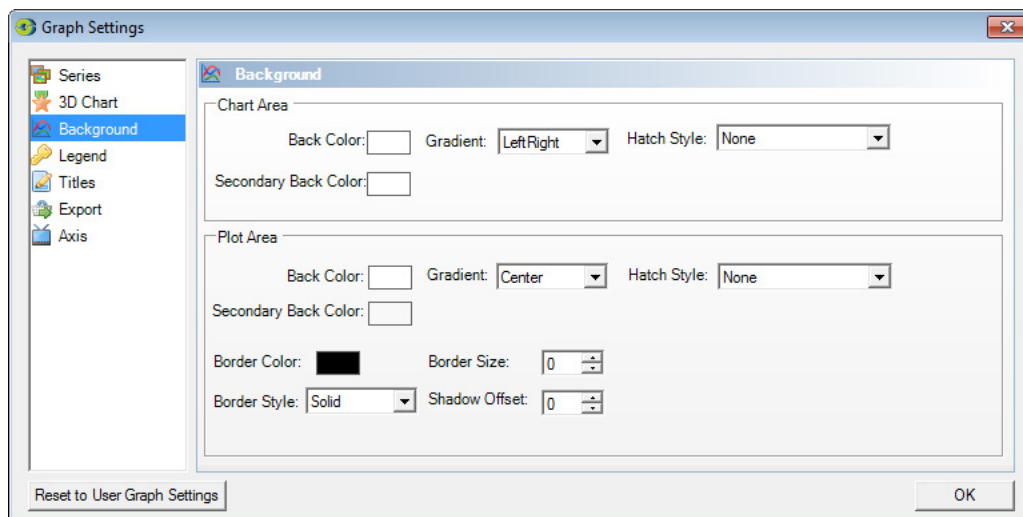 Graph Settings
Series
3D Chart
Background
Legend
Titles
Export
Axis
Background
Chart Area
Back Color: Gradient: LeftRight Hatch Style: None
Secondary Back Color:
Plot Area
Back Color: Gradient: Center Hatch Style: None
Secondary Back Color:
Border Color: Border Size: 0
Border Style: Solid Shadow Offset: 0
Reset to User Graph Settings OK